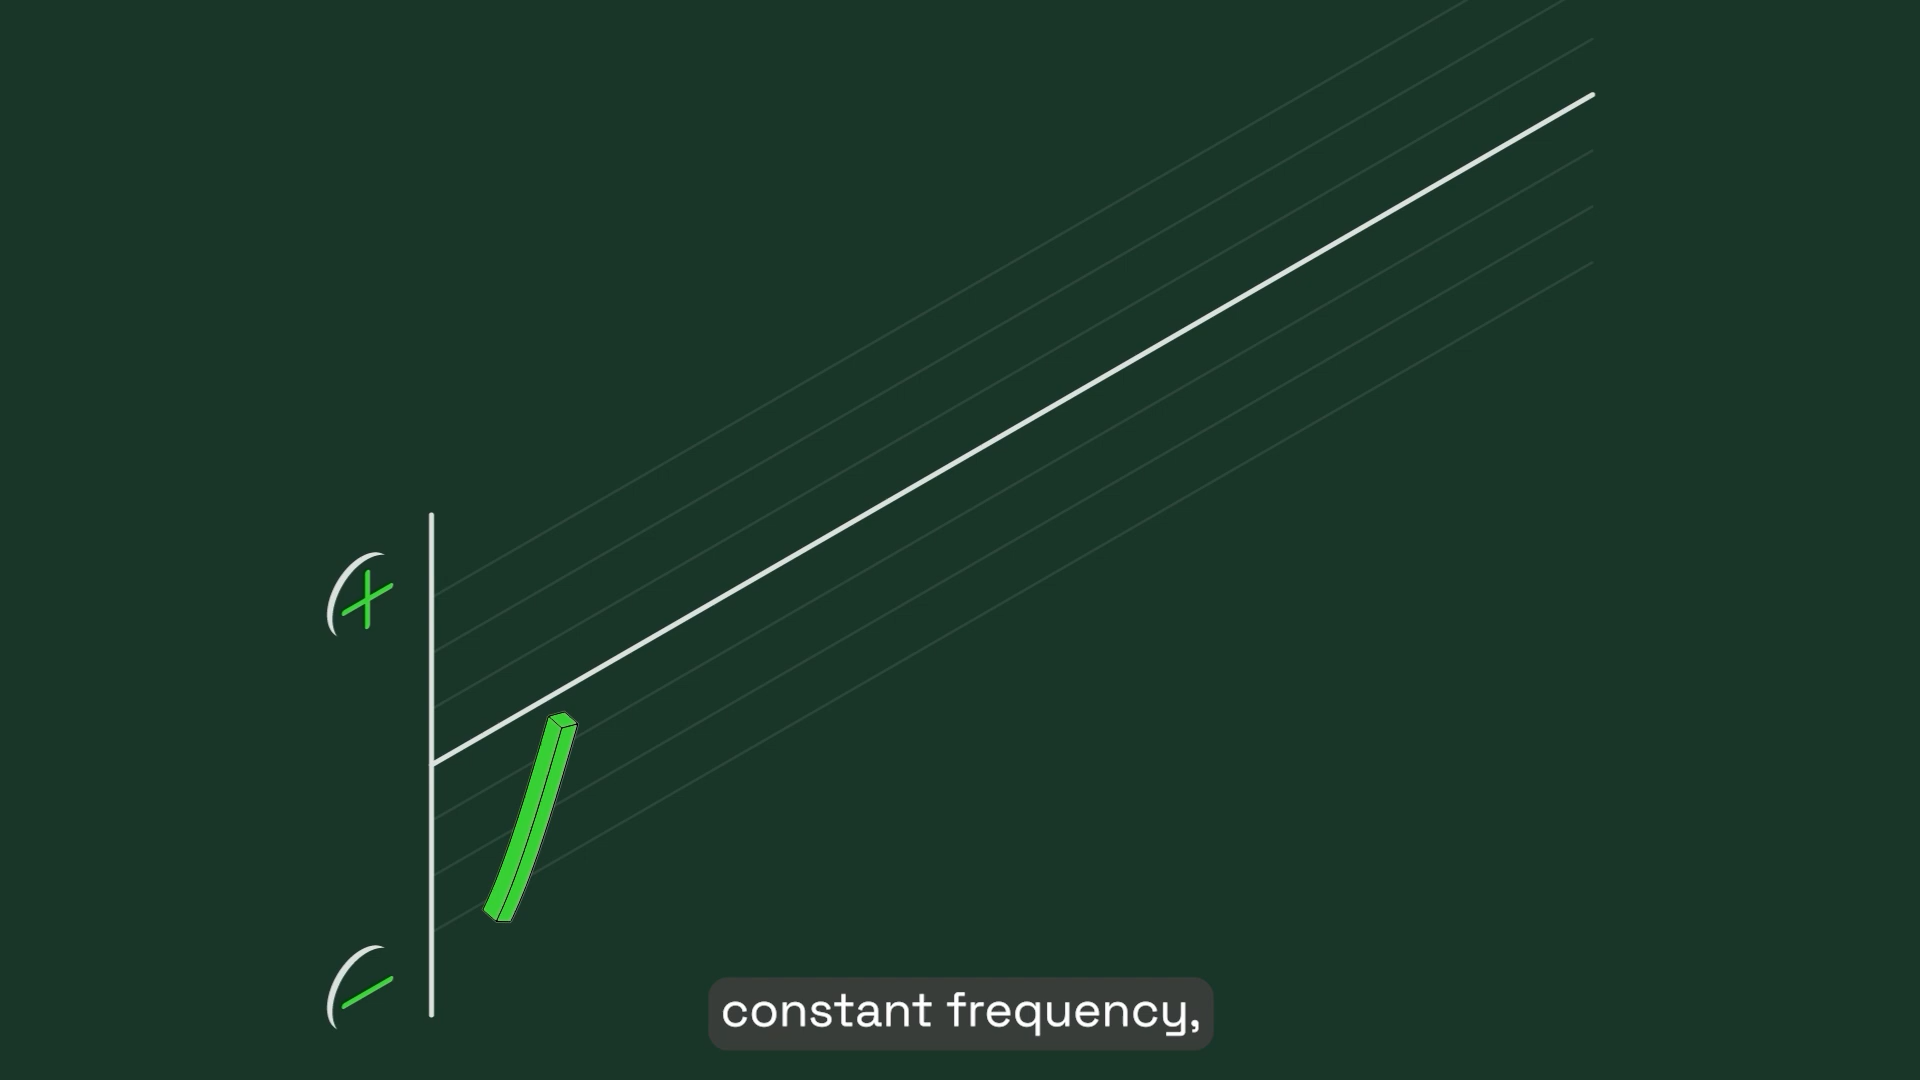 +
-
constant frequency,